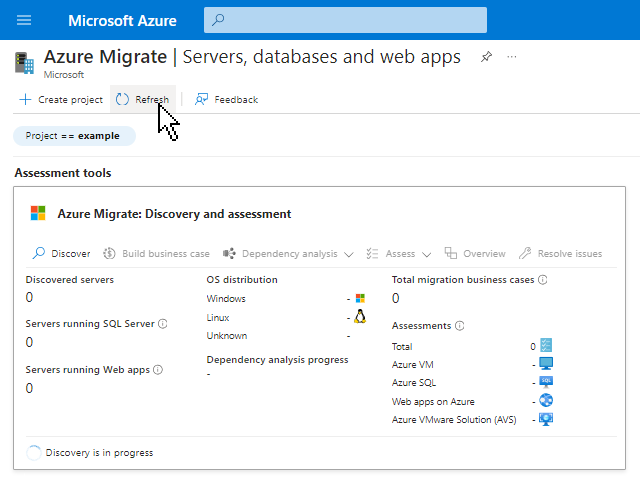 Microsoft Azure
Azure Migrate | Servers, databases and web apps
Microsoft
Create project
Refresh
Feedback
Project == example
Assessment tools
Azure Migrate: Discovery and assessment
Discover
Build business case
Dependency analysis
Assess
Overview
Resolve issues
Discovered servers
0
Servers running SQL Server
0
Servers running Web apps
0
OS distribution
Windows -
Linux -
Unknown -
Dependency analysis progress
-
Total migration business cases
0
Assessments
Total 0
Azure VM -
Azure SQL -
Web apps on Azure -
Azure VMware Solution (AVS) -
Discovery is in progress